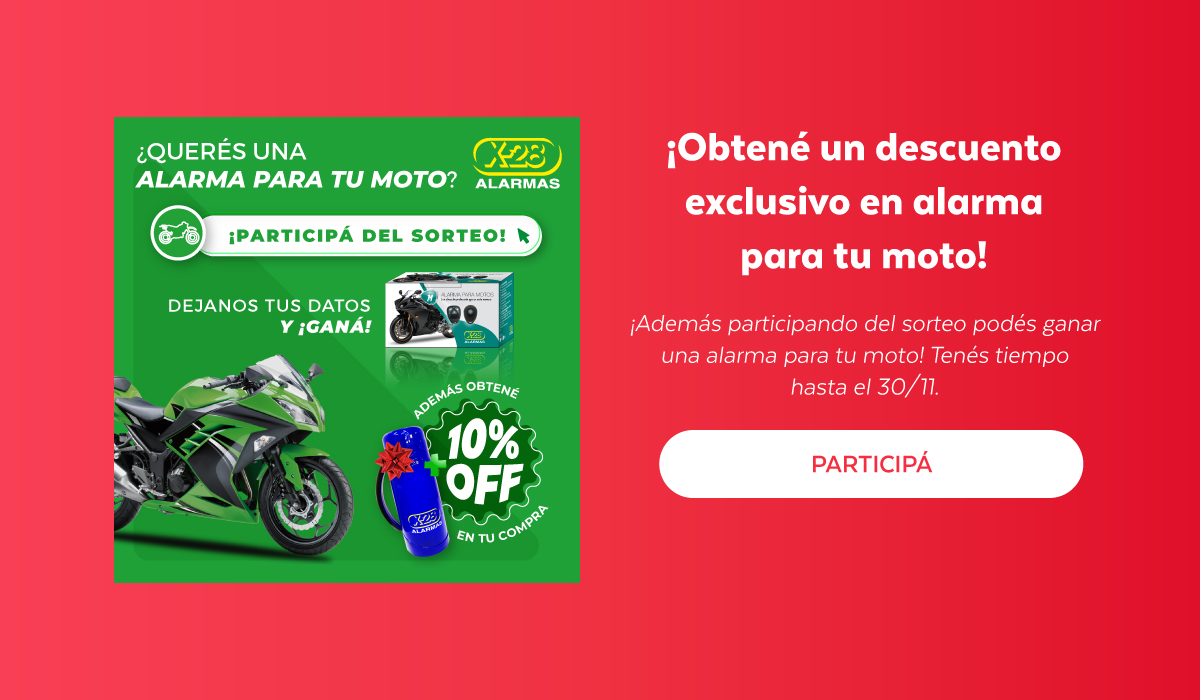 ¿QUERÉS UNA
ALARMA PARA TU MOTO?
X-28
ALARMAS
¡PARTICIPÁ DEL SORTEO!
DEJANOS TUS DATOS
Y ¡GANÁ!
ALARMA PARA MOTOS
X-28
ALARMAS
ADEMÁS OBTENÉ
10%
OFF
EN TU COMPRA
X-28
ALARMAS
¡Obtené un descuento
exclusivo en alarma
para tu moto!
¡Además participando del sorteo podés ganar
una alarma para tu moto! Tenés tiempo
hasta el 30/11.
PARTICIPÁ